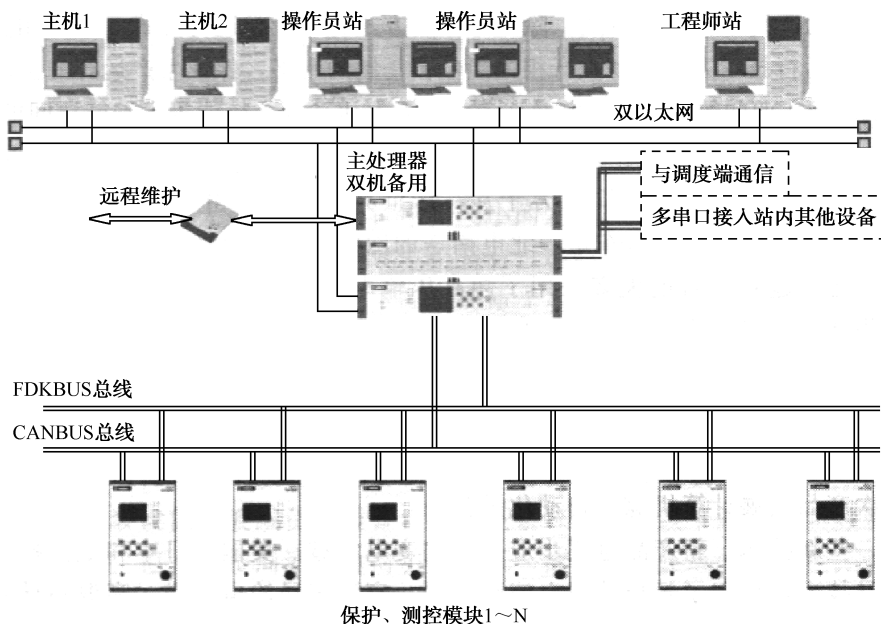 主机1
主机2
操作员站
操作员站
工程师站
双以太网
主处理器
双机备用
与调度端通信
远程维护
多串口接入站内其他设备
FDKBUS总线
CANBUS总线
保护、测控模块1～N